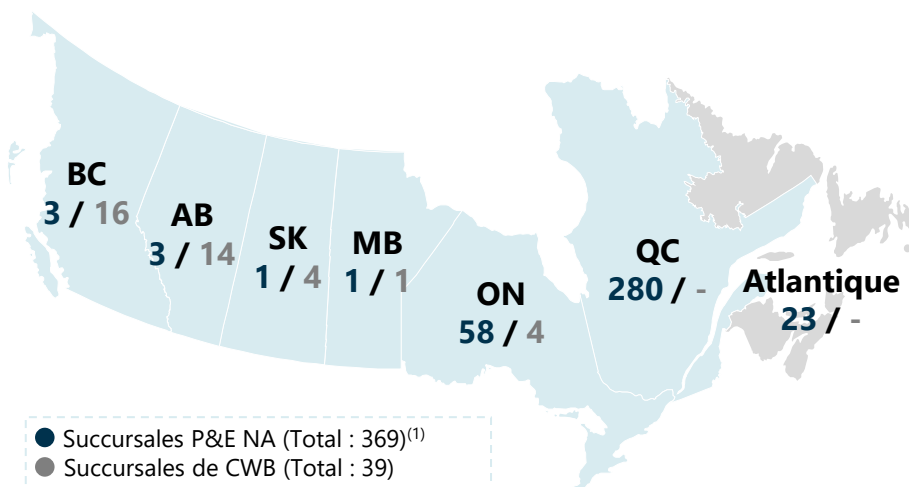 BC
3 / 16
AB
3 / 14
SK
1 / 4
MB
1 / 1
ON
58 / 4
QC
280 / -
Atlantique
23 / -
Succursales P&E NA (Total : 369)(1)
Succursales de CWB (Total : 39)